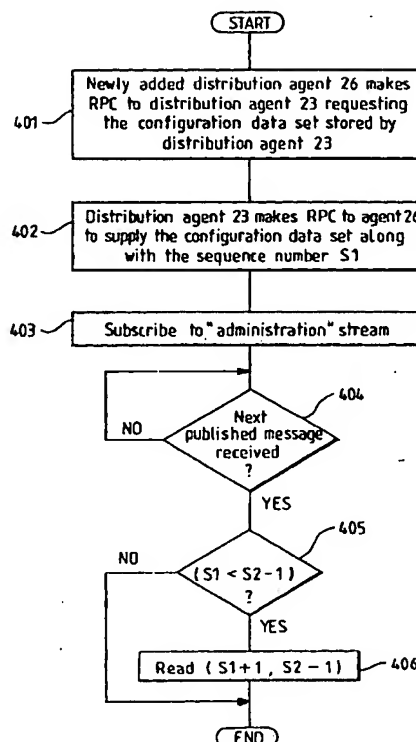 START
Newly added distribution agent 26 makes
RPC to distribution agent 23 requesting
the configuration data set stored by
distribution agent 23
401
Distribution agent 23 makes RPC to agent 26
to supply the configuration data set along
with the sequence number S1
402
403
Subscribe to "administration" stream
404
NO
Next
published message
received
?
YES
405
NO
(S1 < S2-1)
?
YES
Read (S1+1, S2-1)
406
END